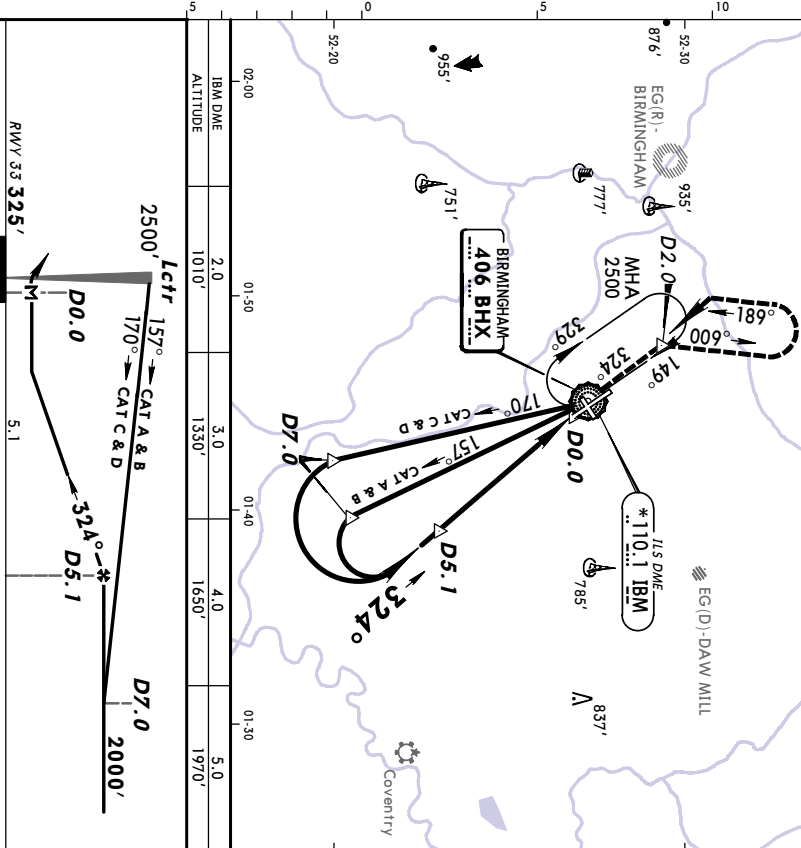 5
0
5
10
52-20
52-30
876'
955'
02-00
EG(R)-
BIRMINGHAM
935'
777'
751'
D2.0
MHA
2500
189°
009°
149°
324°
329°
BIRMINGHAM
406 BHX
01-50
D0.0
170°
CAT C & D
157°
CAT A & B
D7.0
D5.1
324°
ILS DME
*110.1 IBM
785'
EG(D)-DAW MILL
837'
01-40
01-30
Coventry
IBM DME
2.0
3.0
4.0
5.0
ALTITUDE
1010'
1330'
1650'
1970'
Lctr
2500'
157°
CAT A & B
170°
CAT C & D
D7.0
2000'
D5.1
324°
D0.0
M
RWY 33 325'
5.1